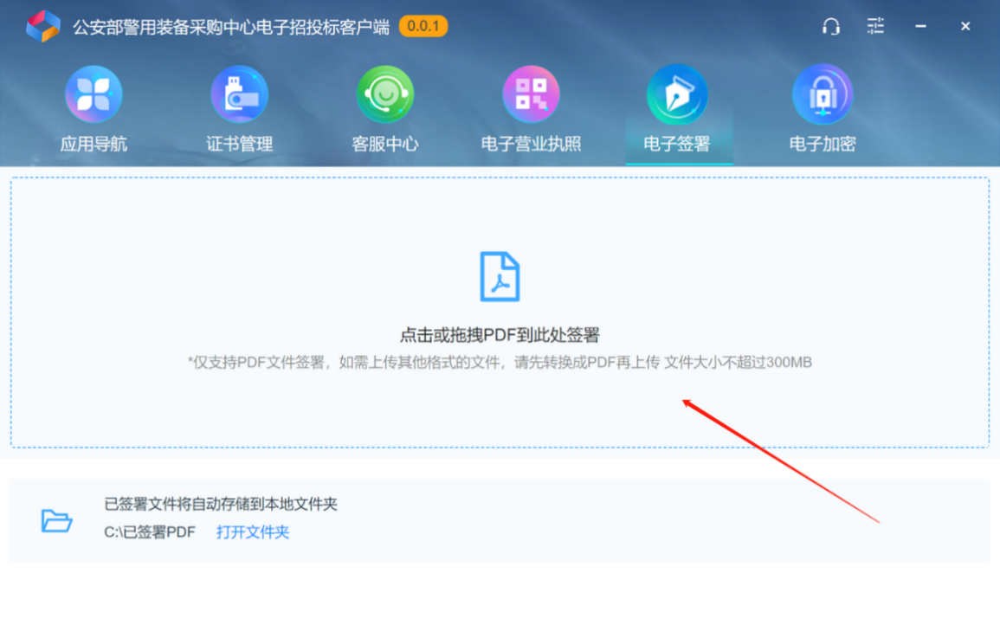 公安部警用装备采购中心电子招投标客户端 0.0.1
应用导航 证书管理 客服中心 电子营业执照 电子签署 电子加密
点击或拖拽PDF到此处签署
*仅支持PDF文件签署，如需上传其他格式的文件，请先转换成PDF再上传 文件大小不超过300MB
已签署文件将自动存储到本地文件夹
C:\已签署PDF 打开文件夹